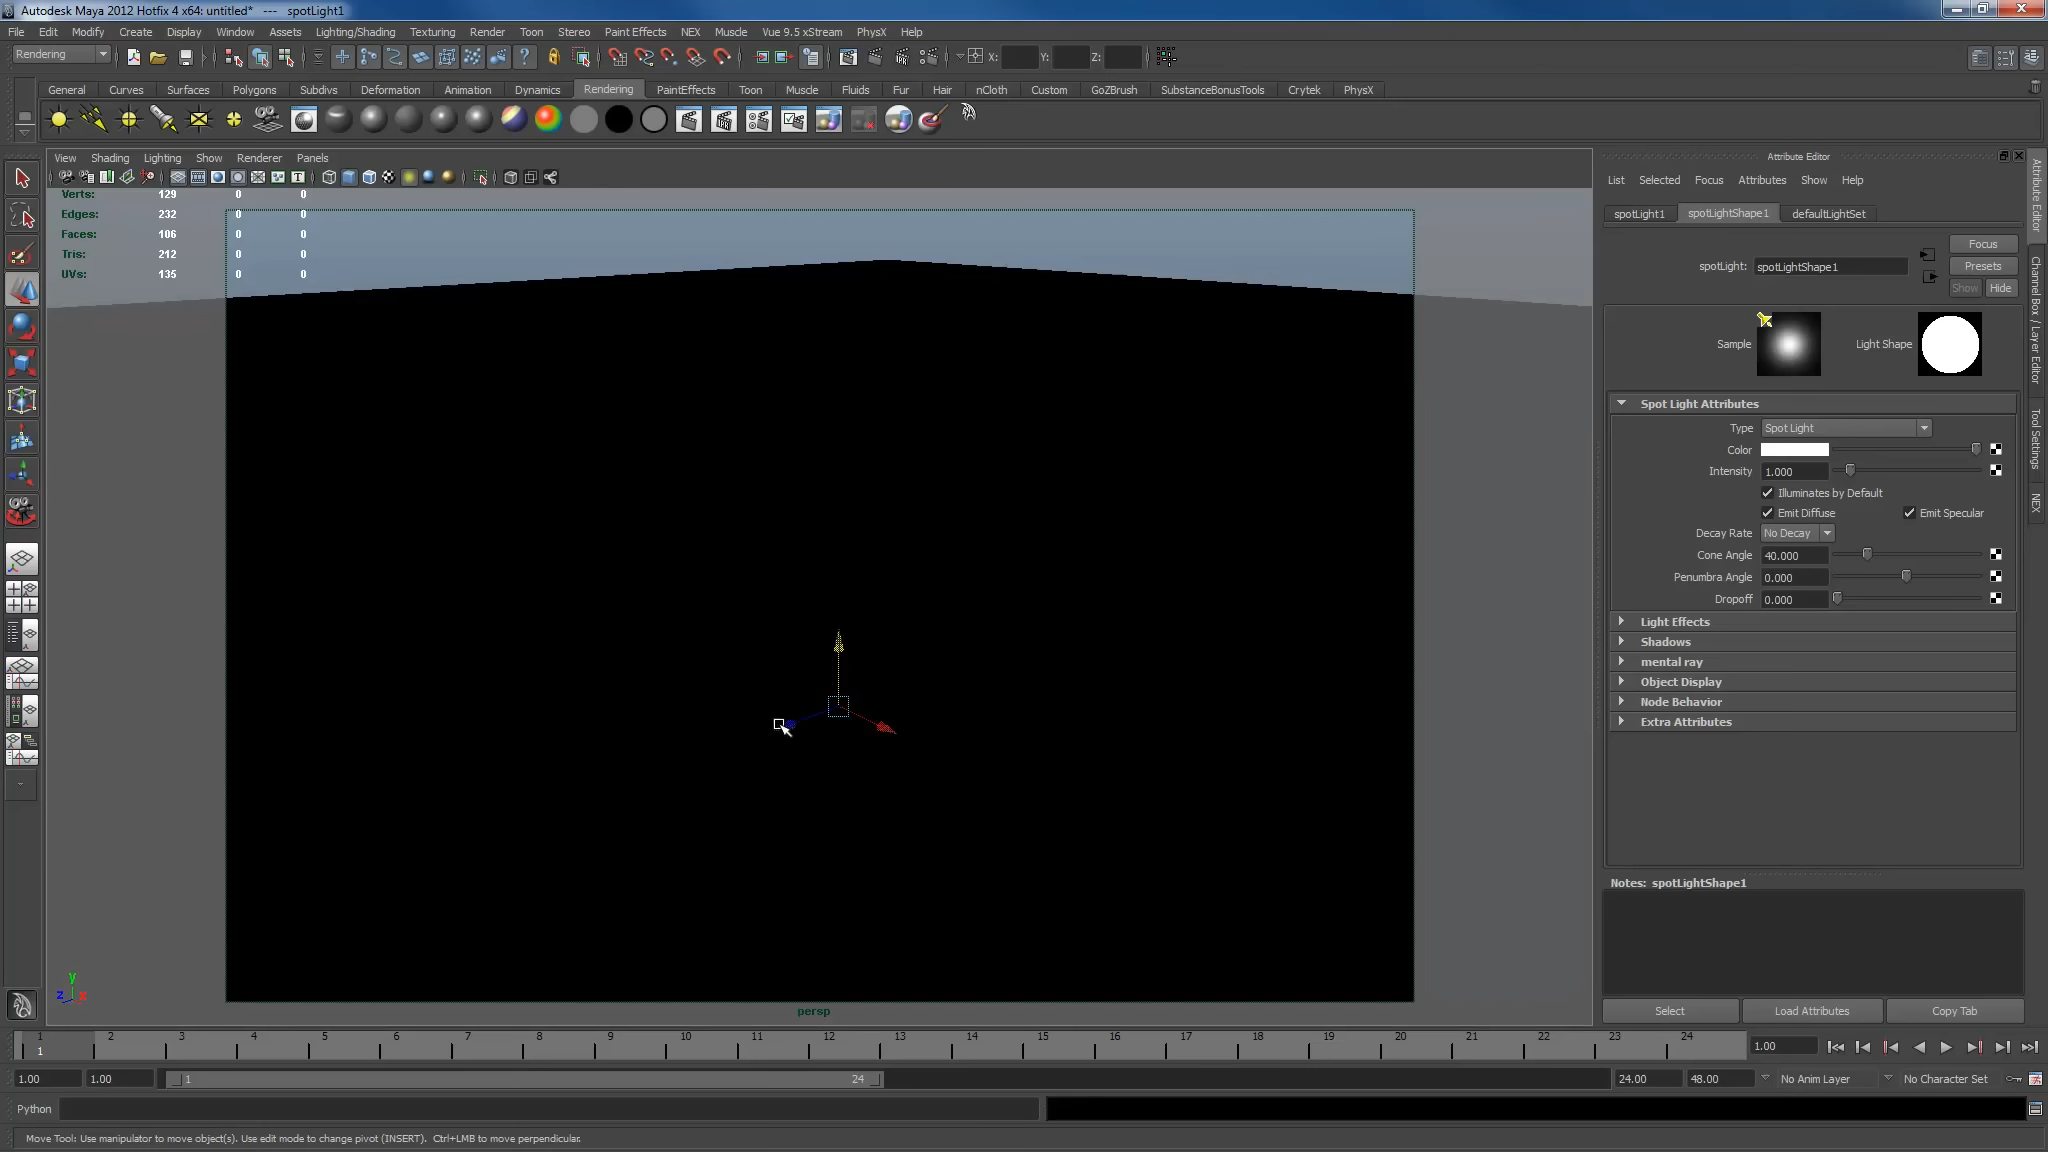 Autodesk Maya 2012 Hotfix 4 x64: untitled*   ---   spotLight1
File Edit Modify Create Display Window Assets Lighting/Shading Texturing Render Toon Stereo Paint Effects NEX Muscle Vue 9.5 xStream PhysX Help
Rendering X: Y: Z:
General Curves Surfaces Polygons Subdivs Deformation Animation Dynamics Rendering PaintEffects Toon Muscle Fluids Fur Hair nCloth Custom GoZBrush SubstanceBonusTools Crytek PhysX
View Shading Lighting Show Renderer Panels
Verts: 129 0 0
Edges: 232 0 0
Faces: 106 0 0
Tris: 212 0 0
UVs: 135 0 0
y
z x
persp
Attribute Editor
List Selected Focus Attributes Show Help
spotLight1 spotLightShape1 defaultLightSet
Focus
spotLight: spotLightShape1 Presets
Show Hide
Sample Light Shape
Spot Light Attributes
Type Spot Light
Color
Intensity 1.000
Illuminates by Default
Emit Diffuse Emit Specular
Decay Rate No Decay
Cone Angle 40.000
Penumbra Angle 0.000
Dropoff 0.000
Light Effects
Shadows
mental ray
Object Display
Node Behavior
Extra Attributes
Notes: spotLightShape1
Select Load Attributes Copy Tab
Attribute Editor
Channel Box / Layer Editor
Tool Settings
NEX
1 2 3 4 5 6 7 8 9 10 11 12 13 14 15 16 17 18 19 20 21 22 23 24
1 1.00
1.00 1.00 1 24 24.00 48.00 No Anim Layer No Character Set
Python
Move Tool: Use manipulator to move object(s). Use edit mode to change pivot (INSERT).  Ctrl+LMB to move perpendicular.